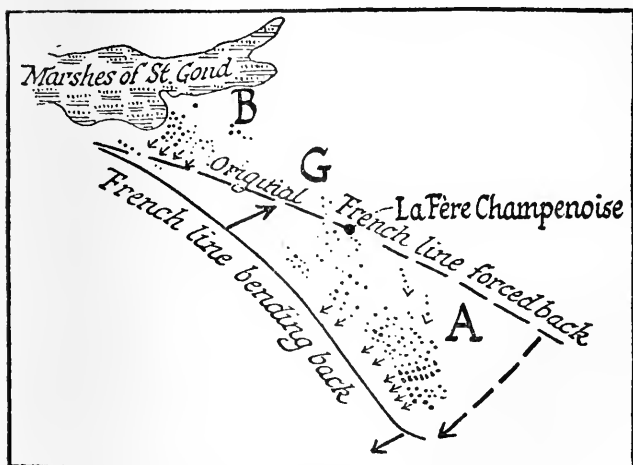 Marshes of St. Gond
B
G
Original French line forced back
La Fère Champenoise
French line bending back
A